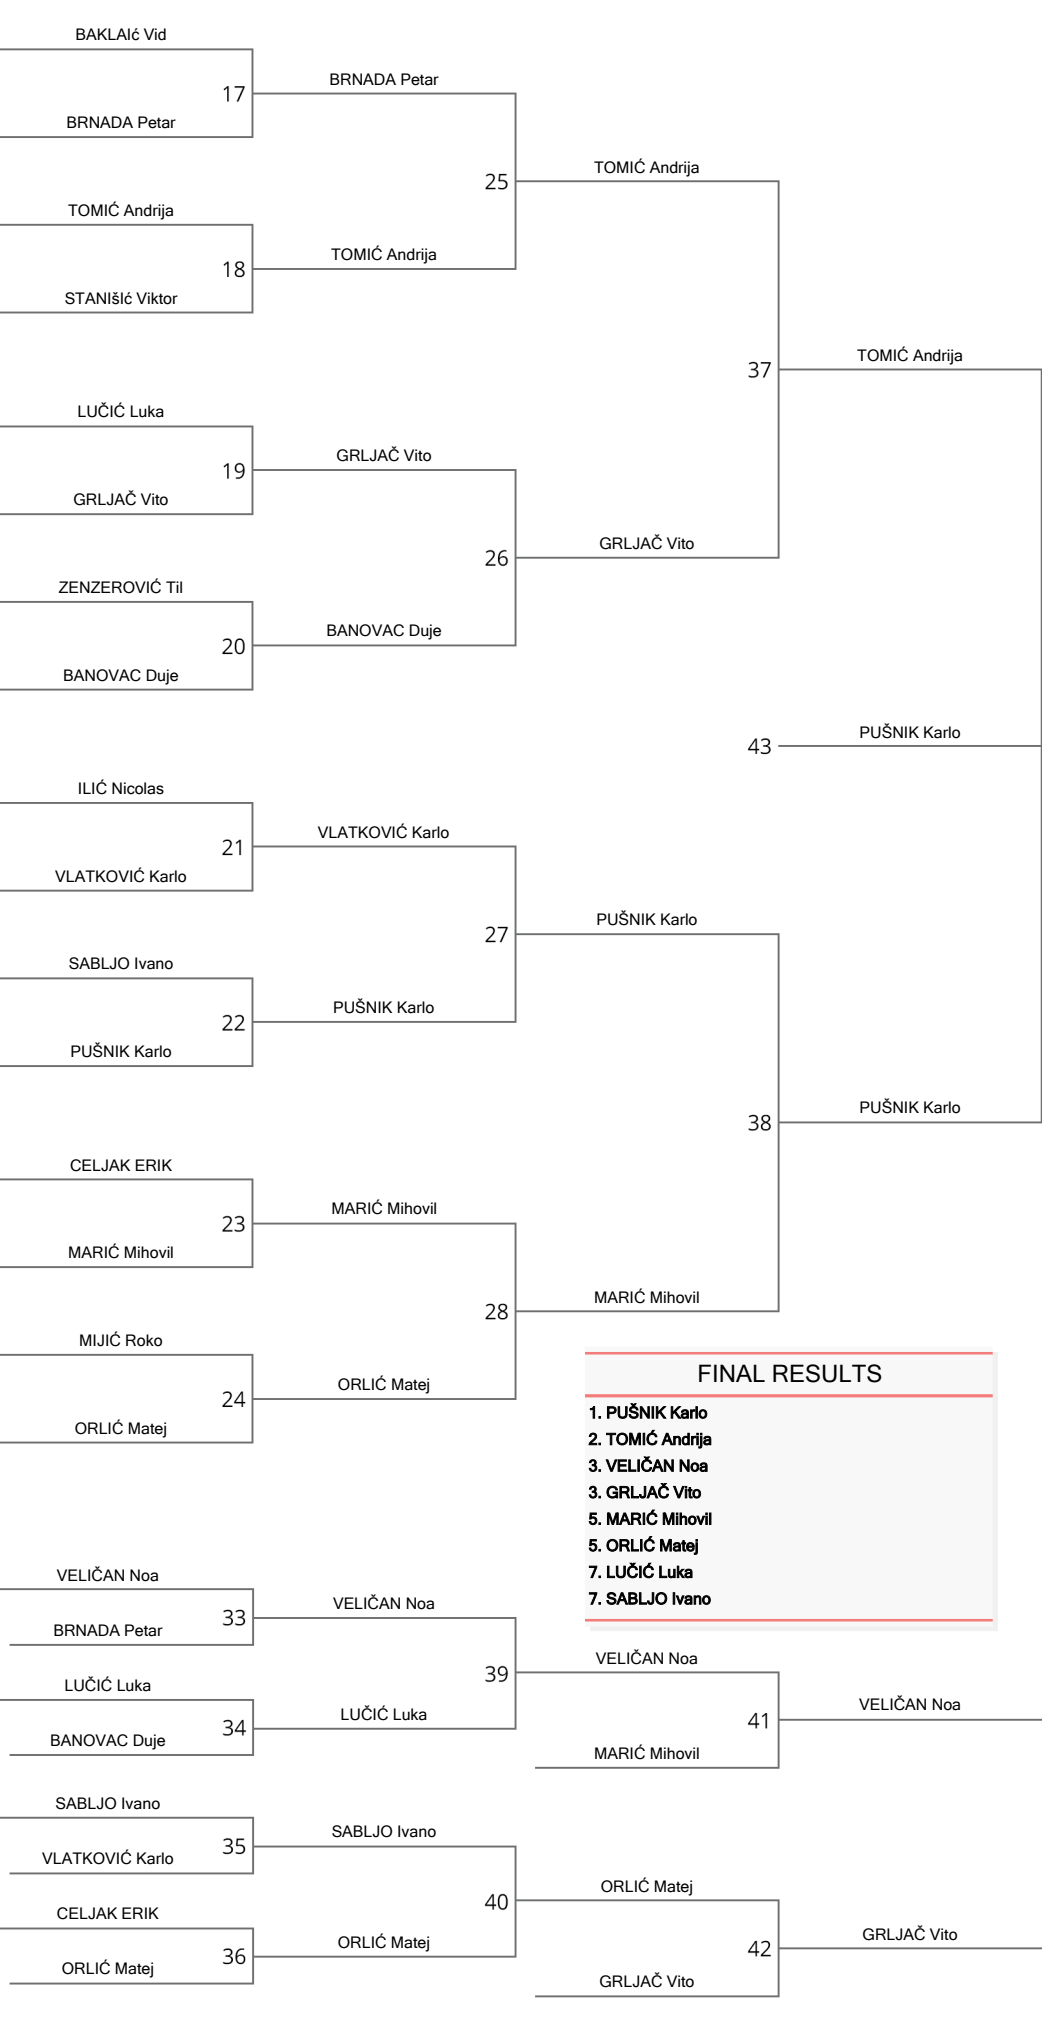 BAKLAIć Vid
17
BRNADA Petar
BRNADA Petar
25
TOMIĆ Andrija
TOMIĆ Andrija
18
TOMIĆ Andrija
STANIšIć Viktor
37
TOMIĆ Andrija
LUČIĆ Luka
19
GRLJAČ Vito
GRLJAČ Vito
26
GRLJAČ Vito
ZENZEROVIĆ Til
20
BANOVAC Duje
BANOVAC Duje
43
PUŠNIK Karlo
ILIĆ Nicolas
21
VLATKOVIĆ Karlo
VLATKOVIĆ Karlo
27
PUŠNIK Karlo
SABLJO Ivano
22
PUŠNIK Karlo
PUŠNIK Karlo
38
PUŠNIK Karlo
CELJAK ERIK
23
MARIĆ Mihovil
MARIĆ Mihovil
28
MARIĆ Mihovil
MIJIĆ Roko
24
ORLIĆ Matej
ORLIĆ Matej
FINAL RESULTS
1. PUŠNIK Karlo
2. TOMIĆ Andrija
3. VELIČAN Noa
3. GRLJAČ Vito
5. MARIĆ Mihovil
5. ORLIĆ Matej
7. LUČIĆ Luka
7. SABLJO Ivano
VELIČAN Noa
33
VELIČAN Noa
BRNADA Petar
39
VELIČAN Noa
LUČIĆ Luka
34
LUČIĆ Luka
BANOVAC Duje
41
VELIČAN Noa
MARIĆ Mihovil
SABLJO Ivano
35
SABLJO Ivano
VLATKOVIĆ Karlo
40
ORLIĆ Matej
CELJAK ERIK
36
ORLIĆ Matej
ORLIĆ Matej
42
GRLJAČ Vito
GRLJAČ Vito